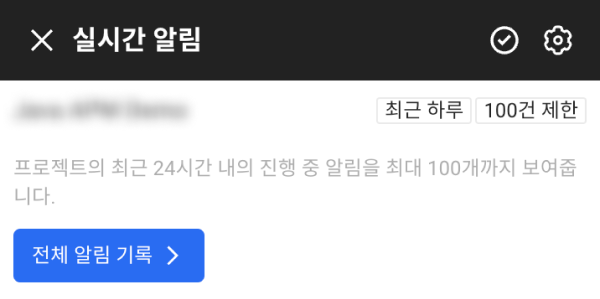 실시간 알림
최근 하루 100건 제한
프로젝트의 최근 24시간 내의 진행 중 알림을 최대 100개까지 보여줍
니다.
전체 알림 기록